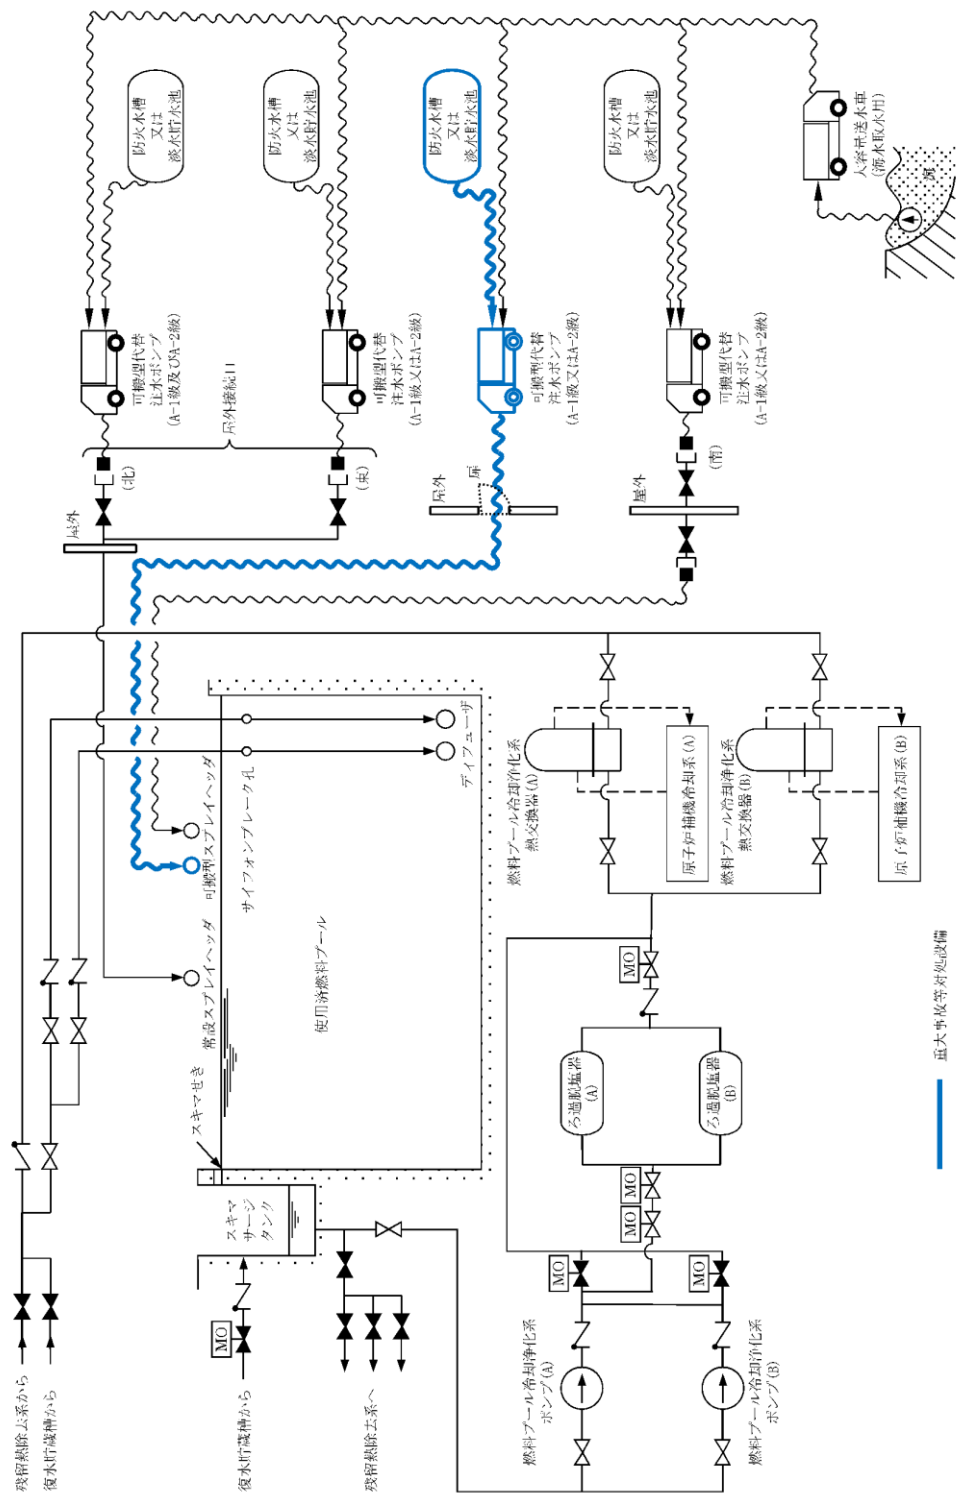 残留熱除去系から
復水貯蔵槽から
復水貯蔵槽から
残留熱除去系へ
MO
スキマ
サージ
タンク
スキマせき
常設スプレイヘッダ
可搬型スプレイヘッダ
サイフォンブレーク孔
使用済燃料プール
ディフューザ
屋外
(北)
(東)
屋外接続口
可搬型代替
注水ポンプ
(A-1級及びA-2級)
防火水槽
又は
淡水貯水池
可搬型代替
注水ポンプ
(A-1級又はA-2級)
防火水槽
又は
淡水貯水池
屋外
扉
可搬型代替
注水ポンプ
(A-1級又はA-2級)
防火水槽
又は
淡水貯水池
屋外
(南)
可搬型代替
注水ポンプ
(A-1級又はA-2級)
防火水槽
又は
淡水貯水池
大容量送水車
(海水取水用)
海
燃料プール冷却浄化系
ポンプ(A)
燃料プール冷却浄化系
ポンプ(B)
MO
MO
MO
MO
ろ過脱塩器
(A)
ろ過脱塩器
(B)
MO
燃料プール冷却浄化系
熱交換器(A)
原子炉補機冷却系(A)
燃料プール冷却浄化系
熱交換器(B)
原子炉補機冷却系(B)
重大事故等対処設備